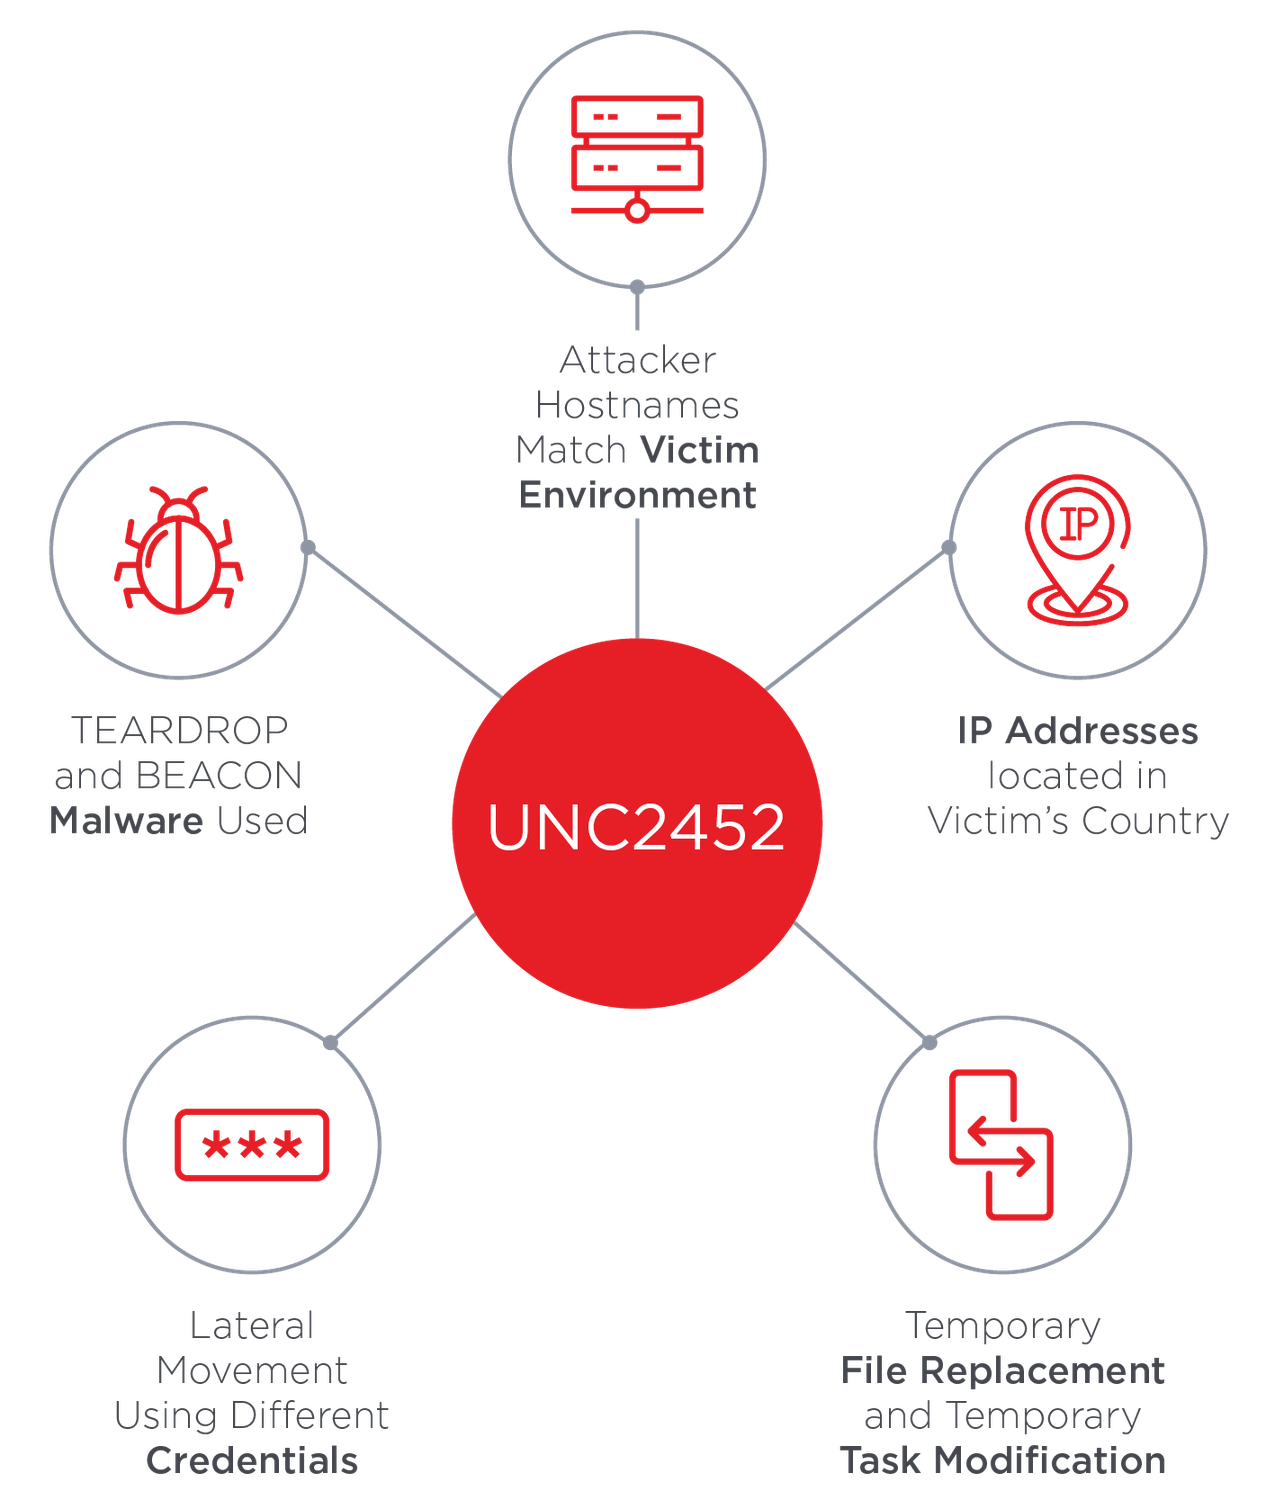 Attacker
Hostnames
Match Victim
Environment
IP
TEARDROP
and BEACON
Malware Used
IP Addresses
located in
Victim's Country
UNC2452
***
Lateral
Movement
Using Different
Credentials
Temporary
File Replacement
and Temporary
Task Modification